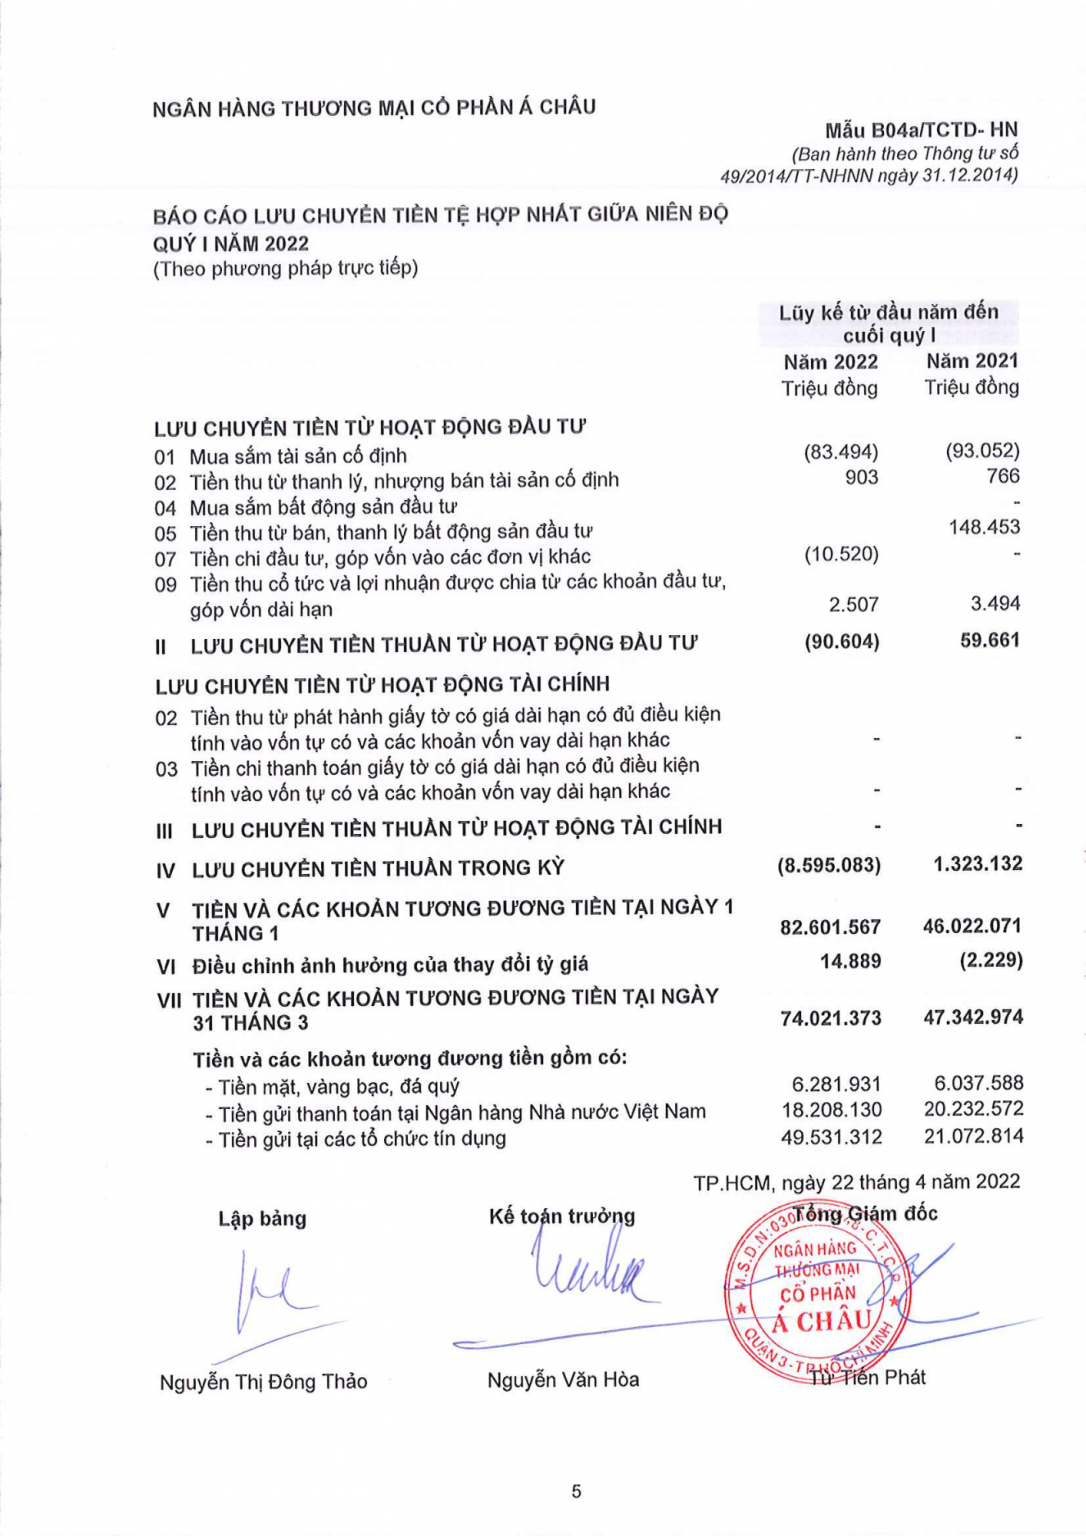 NGÂN HÀNG THƯƠNG MẠI CỔ PHẦN Á CHÂU
Mẫu B04a/TCTD- HN
(Ban hành theo Thông tư số
49/2014/TT-NHNN ngày 31.12.2014)
BÁO CÁO LƯU CHUYỂN TIỀN TỆ HỢP NHẤT GIỮA NIÊN ĐỘ
QUÝ I NĂM 2022
(Theo phương pháp trực tiếp)
Lũy kế từ đầu năm đến
cuối quý I
Năm 2022 Năm 2021
Triệu đồng Triệu đồng
LƯU CHUYỂN TIỀN TỪ HOẠT ĐỘNG ĐẦU TƯ
01 Mua sắm tài sản cố định (83.494) (93.052)
02 Tiền thu từ thanh lý, nhượng bán tài sản cố định 903 766
04 Mua sắm bất động sản đầu tư -
05 Tiền thu từ bán, thanh lý bất động sản đầu tư 148.453
07 Tiền chi đầu tư, góp vốn vào các đơn vị khác (10.520) -
09 Tiền thu cổ tức và lợi nhuận được chia từ các khoản đầu tư,
góp vốn dài hạn 2.507 3.494
II LƯU CHUYỂN TIỀN THUẦN TỪ HOẠT ĐỘNG ĐẦU TƯ (90.604) 59.661
LƯU CHUYỂN TIỀN TỪ HOẠT ĐỘNG TÀI CHÍNH
02 Tiền thu từ phát hành giấy tờ có giá dài hạn có đủ điều kiện
tính vào vốn tự có và các khoản vốn vay dài hạn khác - -
03 Tiền chi thanh toán giấy tờ có giá dài hạn có đủ điều kiện
tính vào vốn tự có và các khoản vốn vay dài hạn khác - -
III LƯU CHUYỂN TIỀN THUẦN TỪ HOẠT ĐỘNG TÀI CHÍNH - -
IV LƯU CHUYỂN TIỀN THUẦN TRONG KỲ (8.595.083) 1.323.132
V TIỀN VÀ CÁC KHOẢN TƯƠNG ĐƯƠNG TIỀN TẠI NGÀY 1
THÁNG 1 82.601.567 46.022.071
VI Điều chỉnh ảnh hưởng của thay đổi tỷ giá 14.889 (2.229)
VII TIỀN VÀ CÁC KHOẢN TƯƠNG ĐƯƠNG TIỀN TẠI NGÀY
31 THÁNG 3 74.021.373 47.342.974
Tiền và các khoản tương đương tiền gồm có:
- Tiền mặt, vàng bạc, đá quý 6.281.931 6.037.588
- Tiền gửi thanh toán tại Ngân hàng Nhà nước Việt Nam 18.208.130 20.232.572
- Tiền gửi tại các tổ chức tín dụng 49.531.312 21.072.814
TP.HCM, ngày 22 tháng 4 năm 2022
Lập bảng Kế toán trưởng Tổng Giám đốc
NGÂN HÀNG
THƯƠNG MẠI
CỔ PHẦN
Á CHÂU
QUẬN 3 - TP.HỒ CHÍ MINH
Nguyễn Thị Đông Thảo Nguyễn Văn Hòa Từ Tiến Phát
5